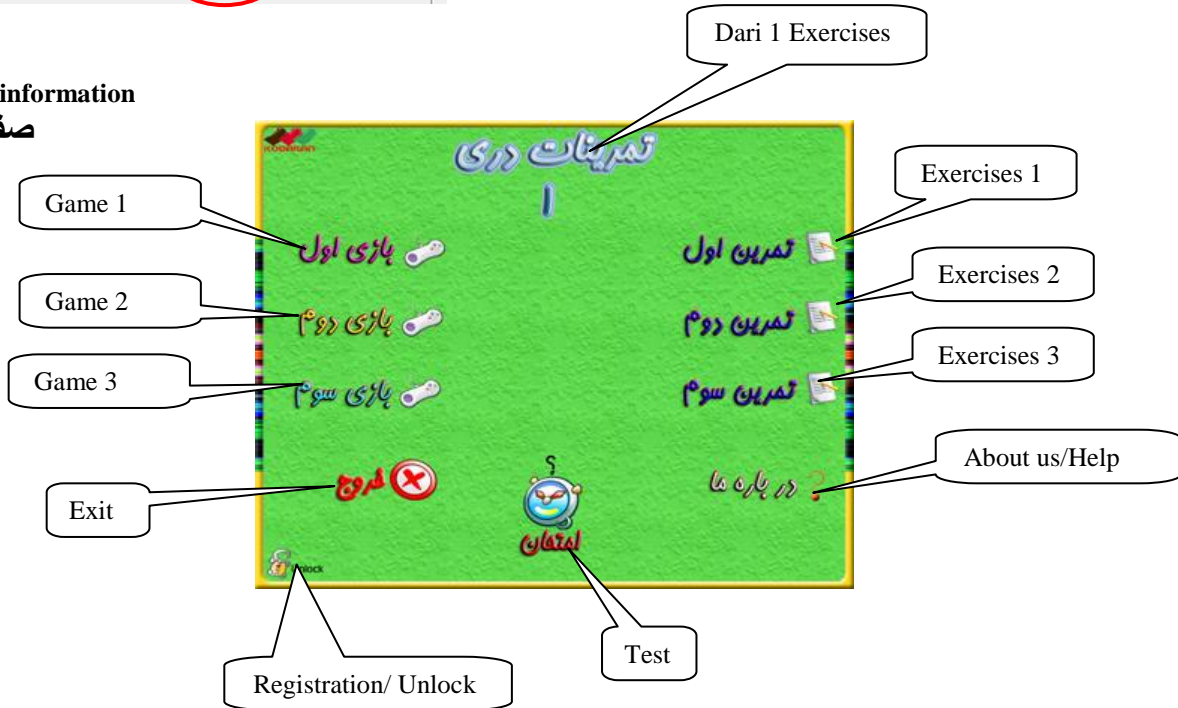 Dari 1 Exercises
information
صف
تمرینات دری
۱
Game 1
بازی اول
تمرین اول
Exercises 1
Game 2
بازی دوم
تمرین دوم
Exercises 2
Game 3
بازی سوم
تمرین سوم
Exercises 3
Exit
خروج
؟
امتحان
در باره ما
?
About us/Help
Unlock
Registration/ Unlock
Test